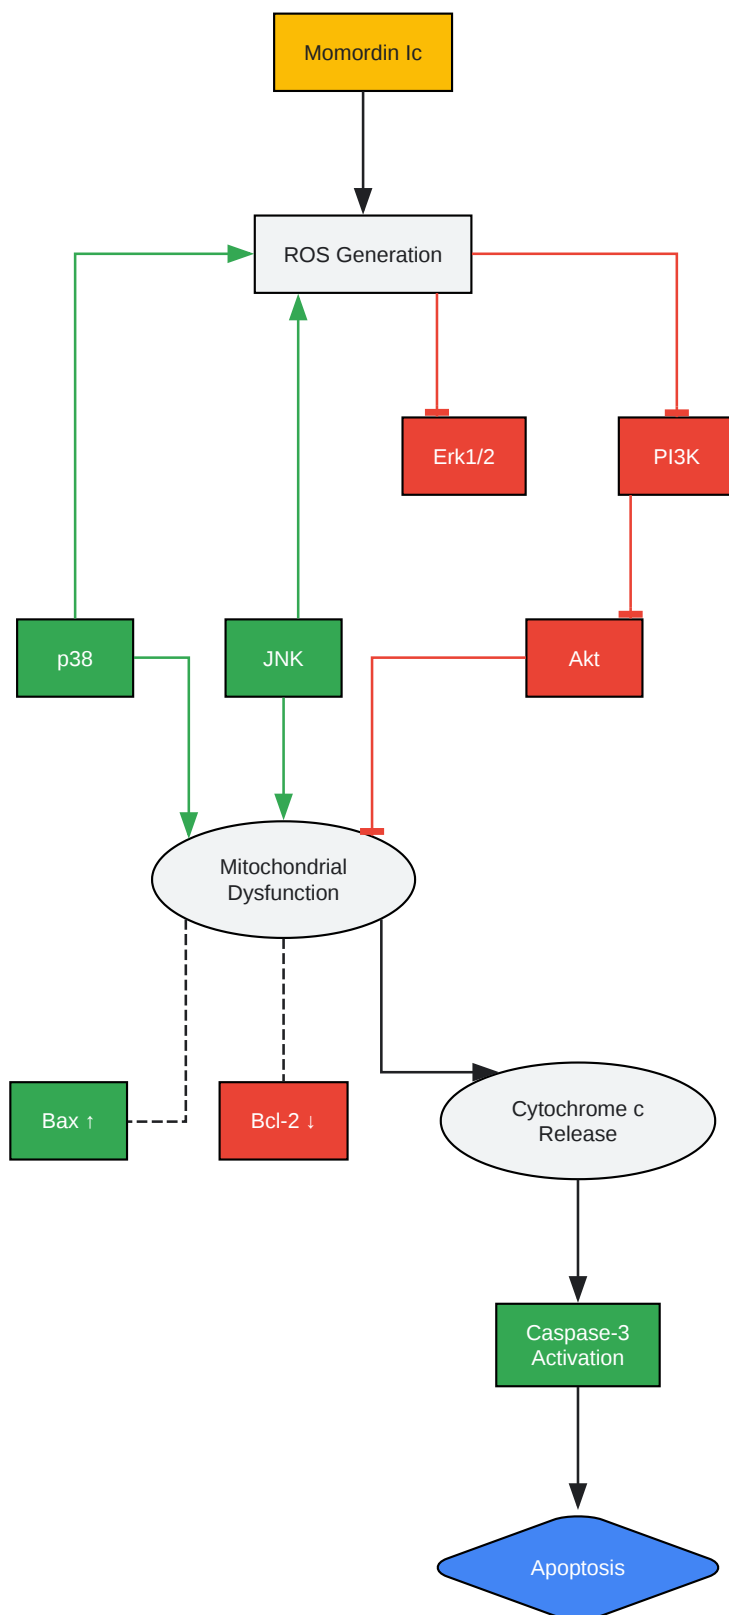 Momordin Ic
ROS Generation
Erk1/2
PI3K
p38
JNK
Akt
Mitochondrial
Dysfunction
Bax ↑
Bcl-2 ↓
Cytochrome c
Release
Caspase-3
Activation
Apoptosis